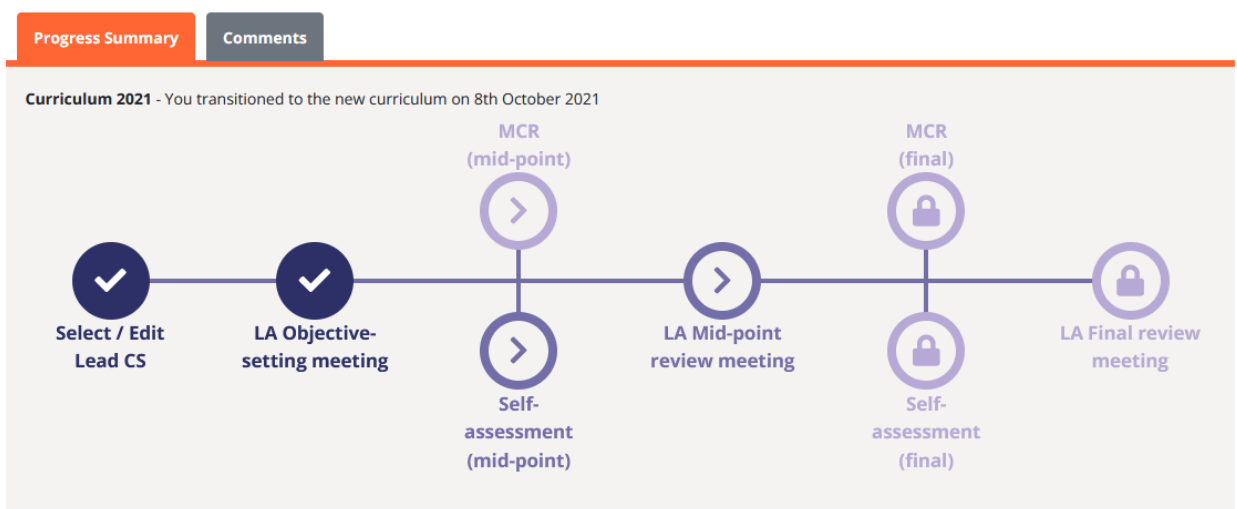 Progress Summary
Comments
Curriculum 2021 - You transitioned to the new curriculum on 8th October 2021
MCR
(mid-point)
MCR
(final)
Select / Edit
Lead CS
LA Objective-
setting meeting
LA Mid-point
review meeting
LA Final review
meeting
Self-
assessment
(mid-point)
Self-
assessment
(final)